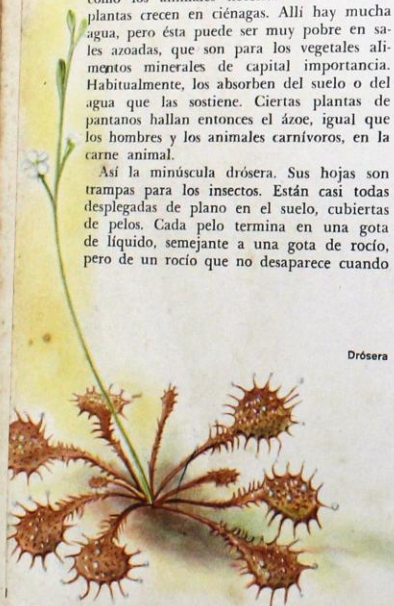 como los animales
plantas crecen en ciénagas. Allí hay mucha
agua, pero ésta puede ser muy pobre en sa-
les azoadas, que son para los vegetales ali-
mentos minerales de capital importancia.
Habitualmente, los absorben del suelo o del
agua que las sostiene. Ciertas plantas de
pantanos hallan entonces el ázoe, igual que
los hombres y los animales carnívoros, en la
carne animal.
Así la minúscula drósera. Sus hojas son
trampas para los insectos. Están casi todas
desplegadas de plano en el suelo, cubiertas
de pelos. Cada pelo termina en una gota
de líquido, semejante a una gota de rocío,
pero de un rocío que no desaparece cuando
Drósera